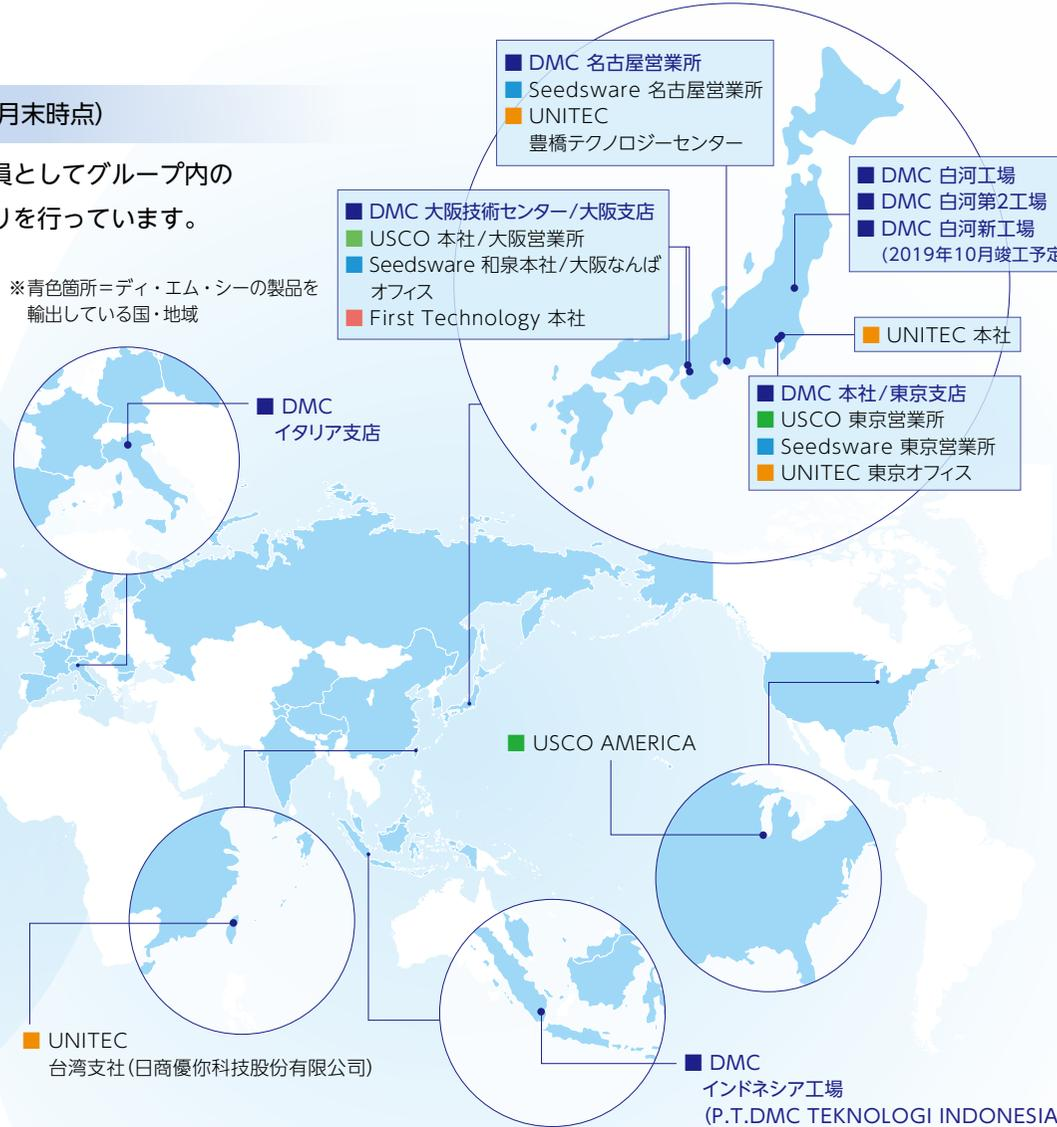 月末時点）
員としてグループ内の
りを行っています。
※青色箇所＝ディ・エム・シーの製品を
輸出している国・地域
■ DMC 名古屋営業所
■ Seedsware 名古屋営業所
■ UNITEC
豊橋テクノロジーセンター
■ DMC 白河工場
■ DMC 白河第2工場
■ DMC 白河新工場
（2019年10月竣工予定
■ DMC 大阪技術センター/大阪支店
■ USCO 本社/大阪営業所
■ Seedsware 和泉本社/大阪なんば
オフィス
■ First Technology 本社
■ UNITEC 本社
■ DMC 本社/東京支店
■ USCO 東京営業所
■ Seedsware 東京営業所
■ UNITEC 東京オフィス
■ DMC
イタリア支店
■ USCO AMERICA
■ UNITEC
台湾支社（日商優你科技股份有限公司）
■ DMC
インドネシア工場
（P.T.DMC TEKNOLOGI INDONESIA